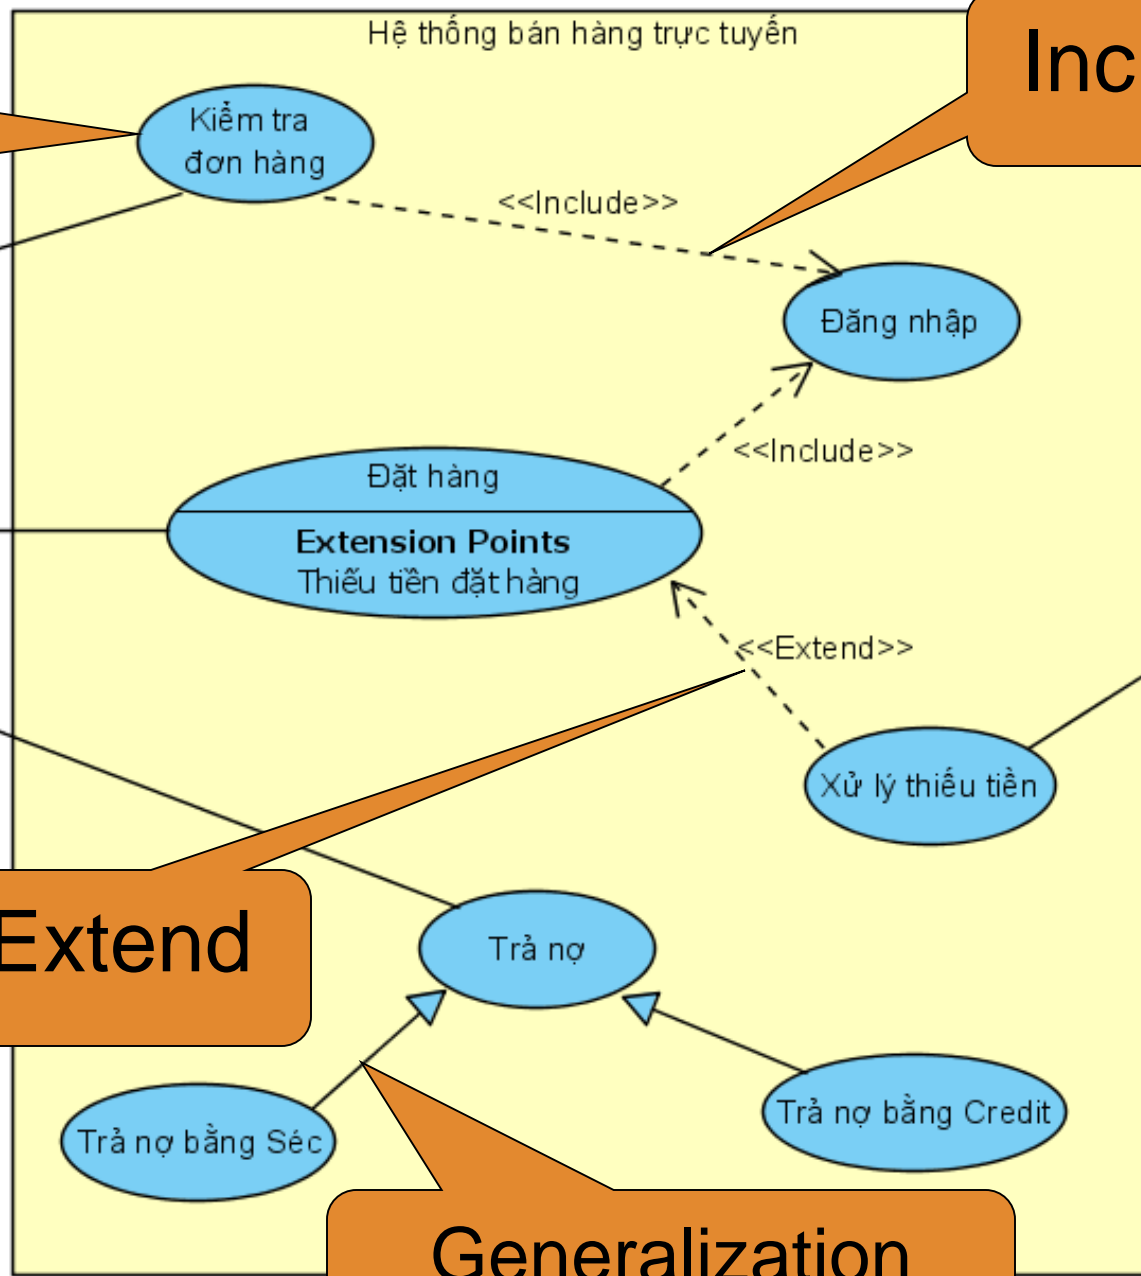 Hệ thống bán hàng trực tuyến
Inc
Kiểm tra
đơn hàng
<<Include>>
Đăng nhập
<<Include>>
Đặt hàng
Extension Points
Thiếu tiền đặt hàng
<<Extend>>
Xử lý thiếu tiền
Extend
Trả nợ
Trả nợ bằng Credit
Trả nợ bằng Séc
Generalization